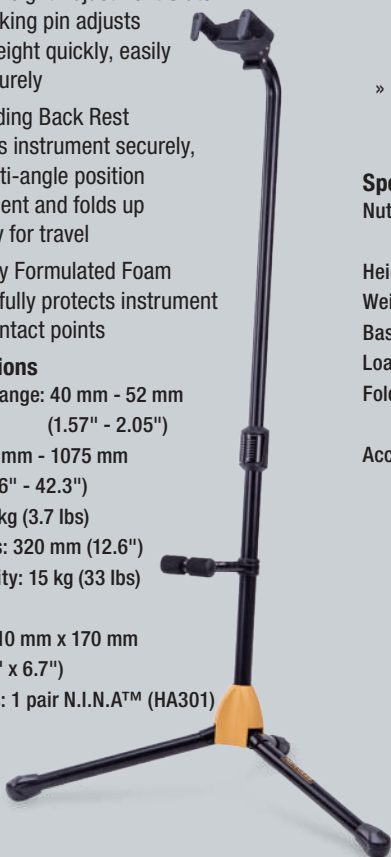 king pin adjusts
eight quickly, easily
urely
ding Back Rest
s instrument securely,
ti-angle position
ent and folds up
y for travel
y Formulated Foam
fully protects instrument
ntact points
ions
ange: 40 mm - 52 mm
(1.57" - 2.05")
mm - 1075 mm
6" - 42.3")
kg (3.7 lbs)
s: 320 mm (12.6")
ity: 15 kg (33 lbs)
10 mm x 170 mm
" x 6.7")
: 1 pair N.I.N.A™ (HA301)
»
Spe
Nut
Hei
Wei
Bas
Loa
Fold
Acc